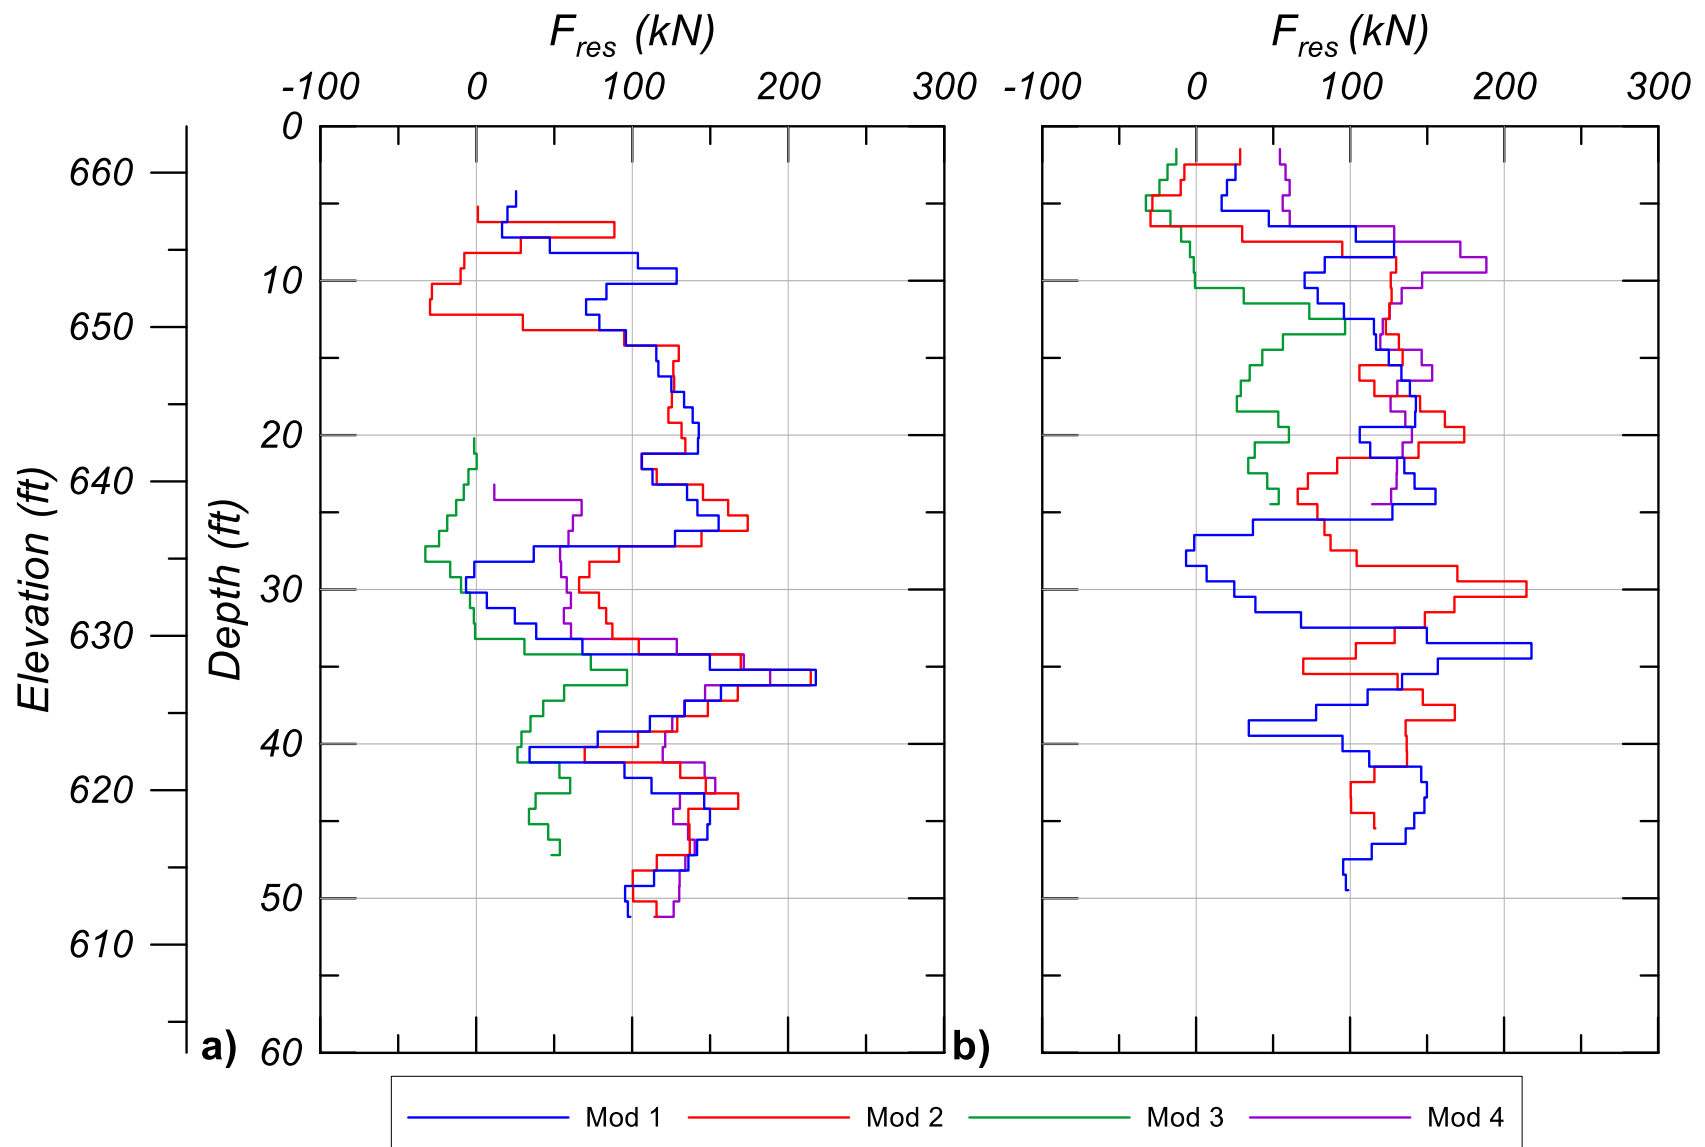 F_res (kN) F_res (kN)
-100 0 100 200 300 -100 0 100 200 300
0
660
10
650
20
640
30
630
40
620
50
610
60
Elevation (ft)
Depth (ft)
a) b)
Mod 1 Mod 2 Mod 3 Mod 4